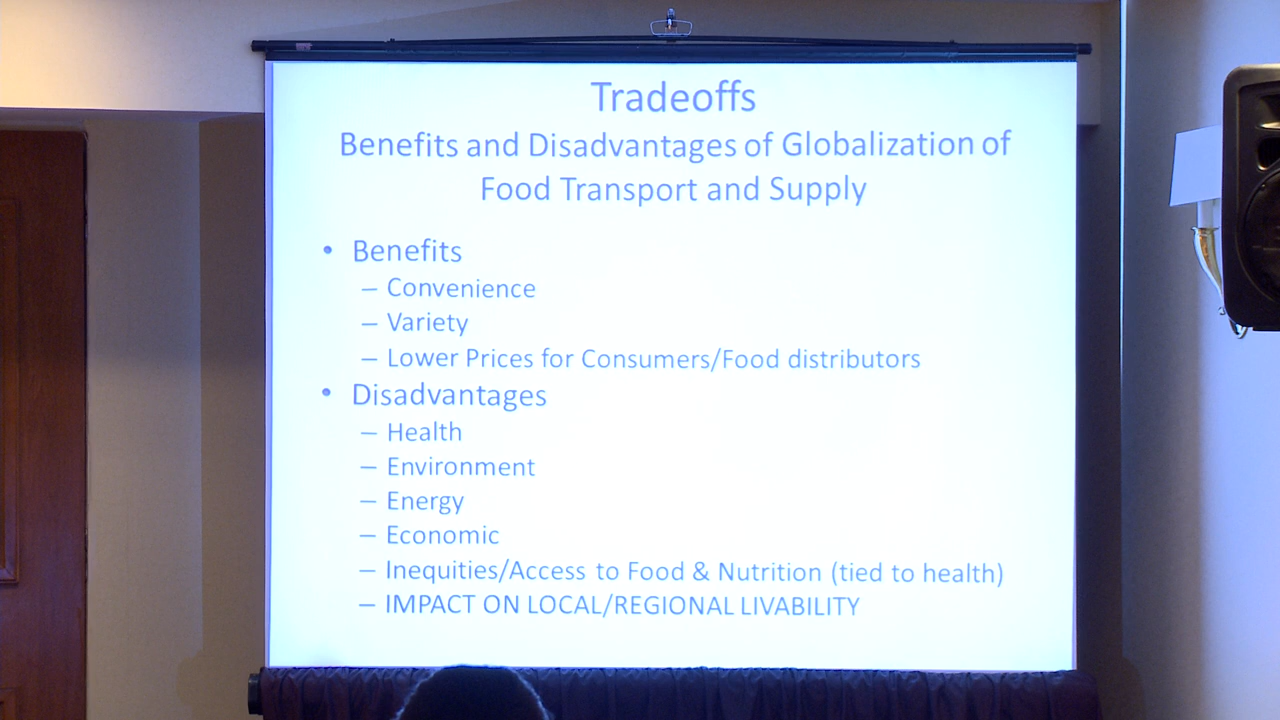 Tradeoffs
Benefits and Disadvantages of Globalization of
Food Transport and Supply
• Benefits
– Convenience
– Variety
– Lower Prices for Consumers/Food distributors
• Disadvantages
– Health
– Environment
– Energy
– Economic
– Inequities/Access to Food & Nutrition (tied to health)
– IMPACT ON LOCAL/REGIONAL LIVABILITY